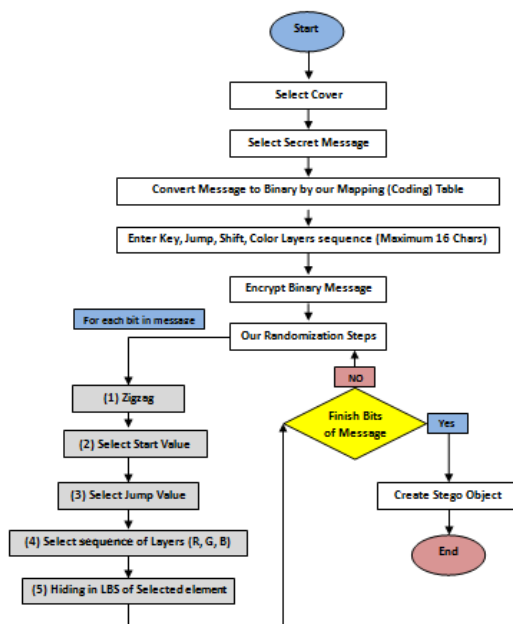 Start
Select Cover
Select Secret Message
Convert Message to Binary by our Mapping (Coding) Table
Enter Key, Jump, Shift, Color Layers sequence (Maximum 16 Chars)
Encrypt Binary Message
For each bit in message
Our Randomization Steps
NO
(1) Zigzag
Finish Bits
of Message
Yes
(2) Select Start Value
(3) Select Jump Value
Create Stego Object
(4) Select sequence of Layers (R, G, B)
End
(5) Hiding in LBS of Selected element